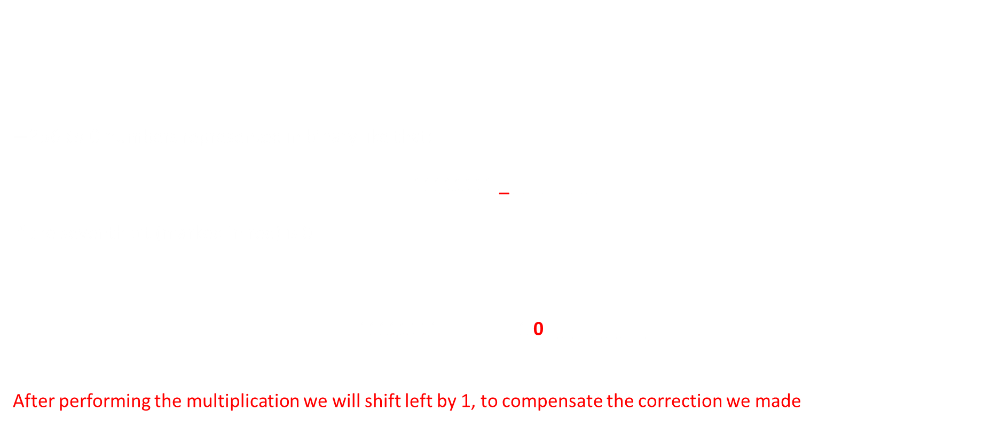 –
0
After performing the multiplication we will shift left by 1, to compensate the correction we made